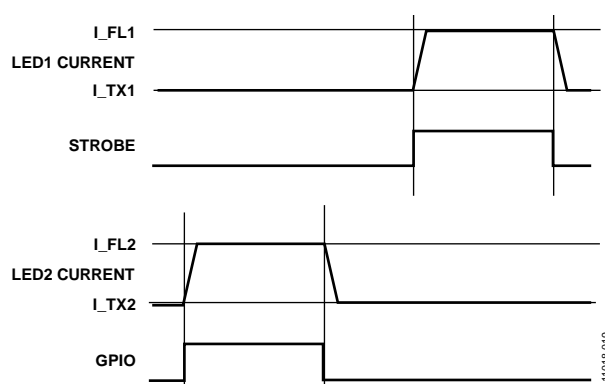 I_FL1
LED1 CURRENT
I_TX1
STROBE
I_FL2
LED2 CURRENT
I_TX2
GPIO